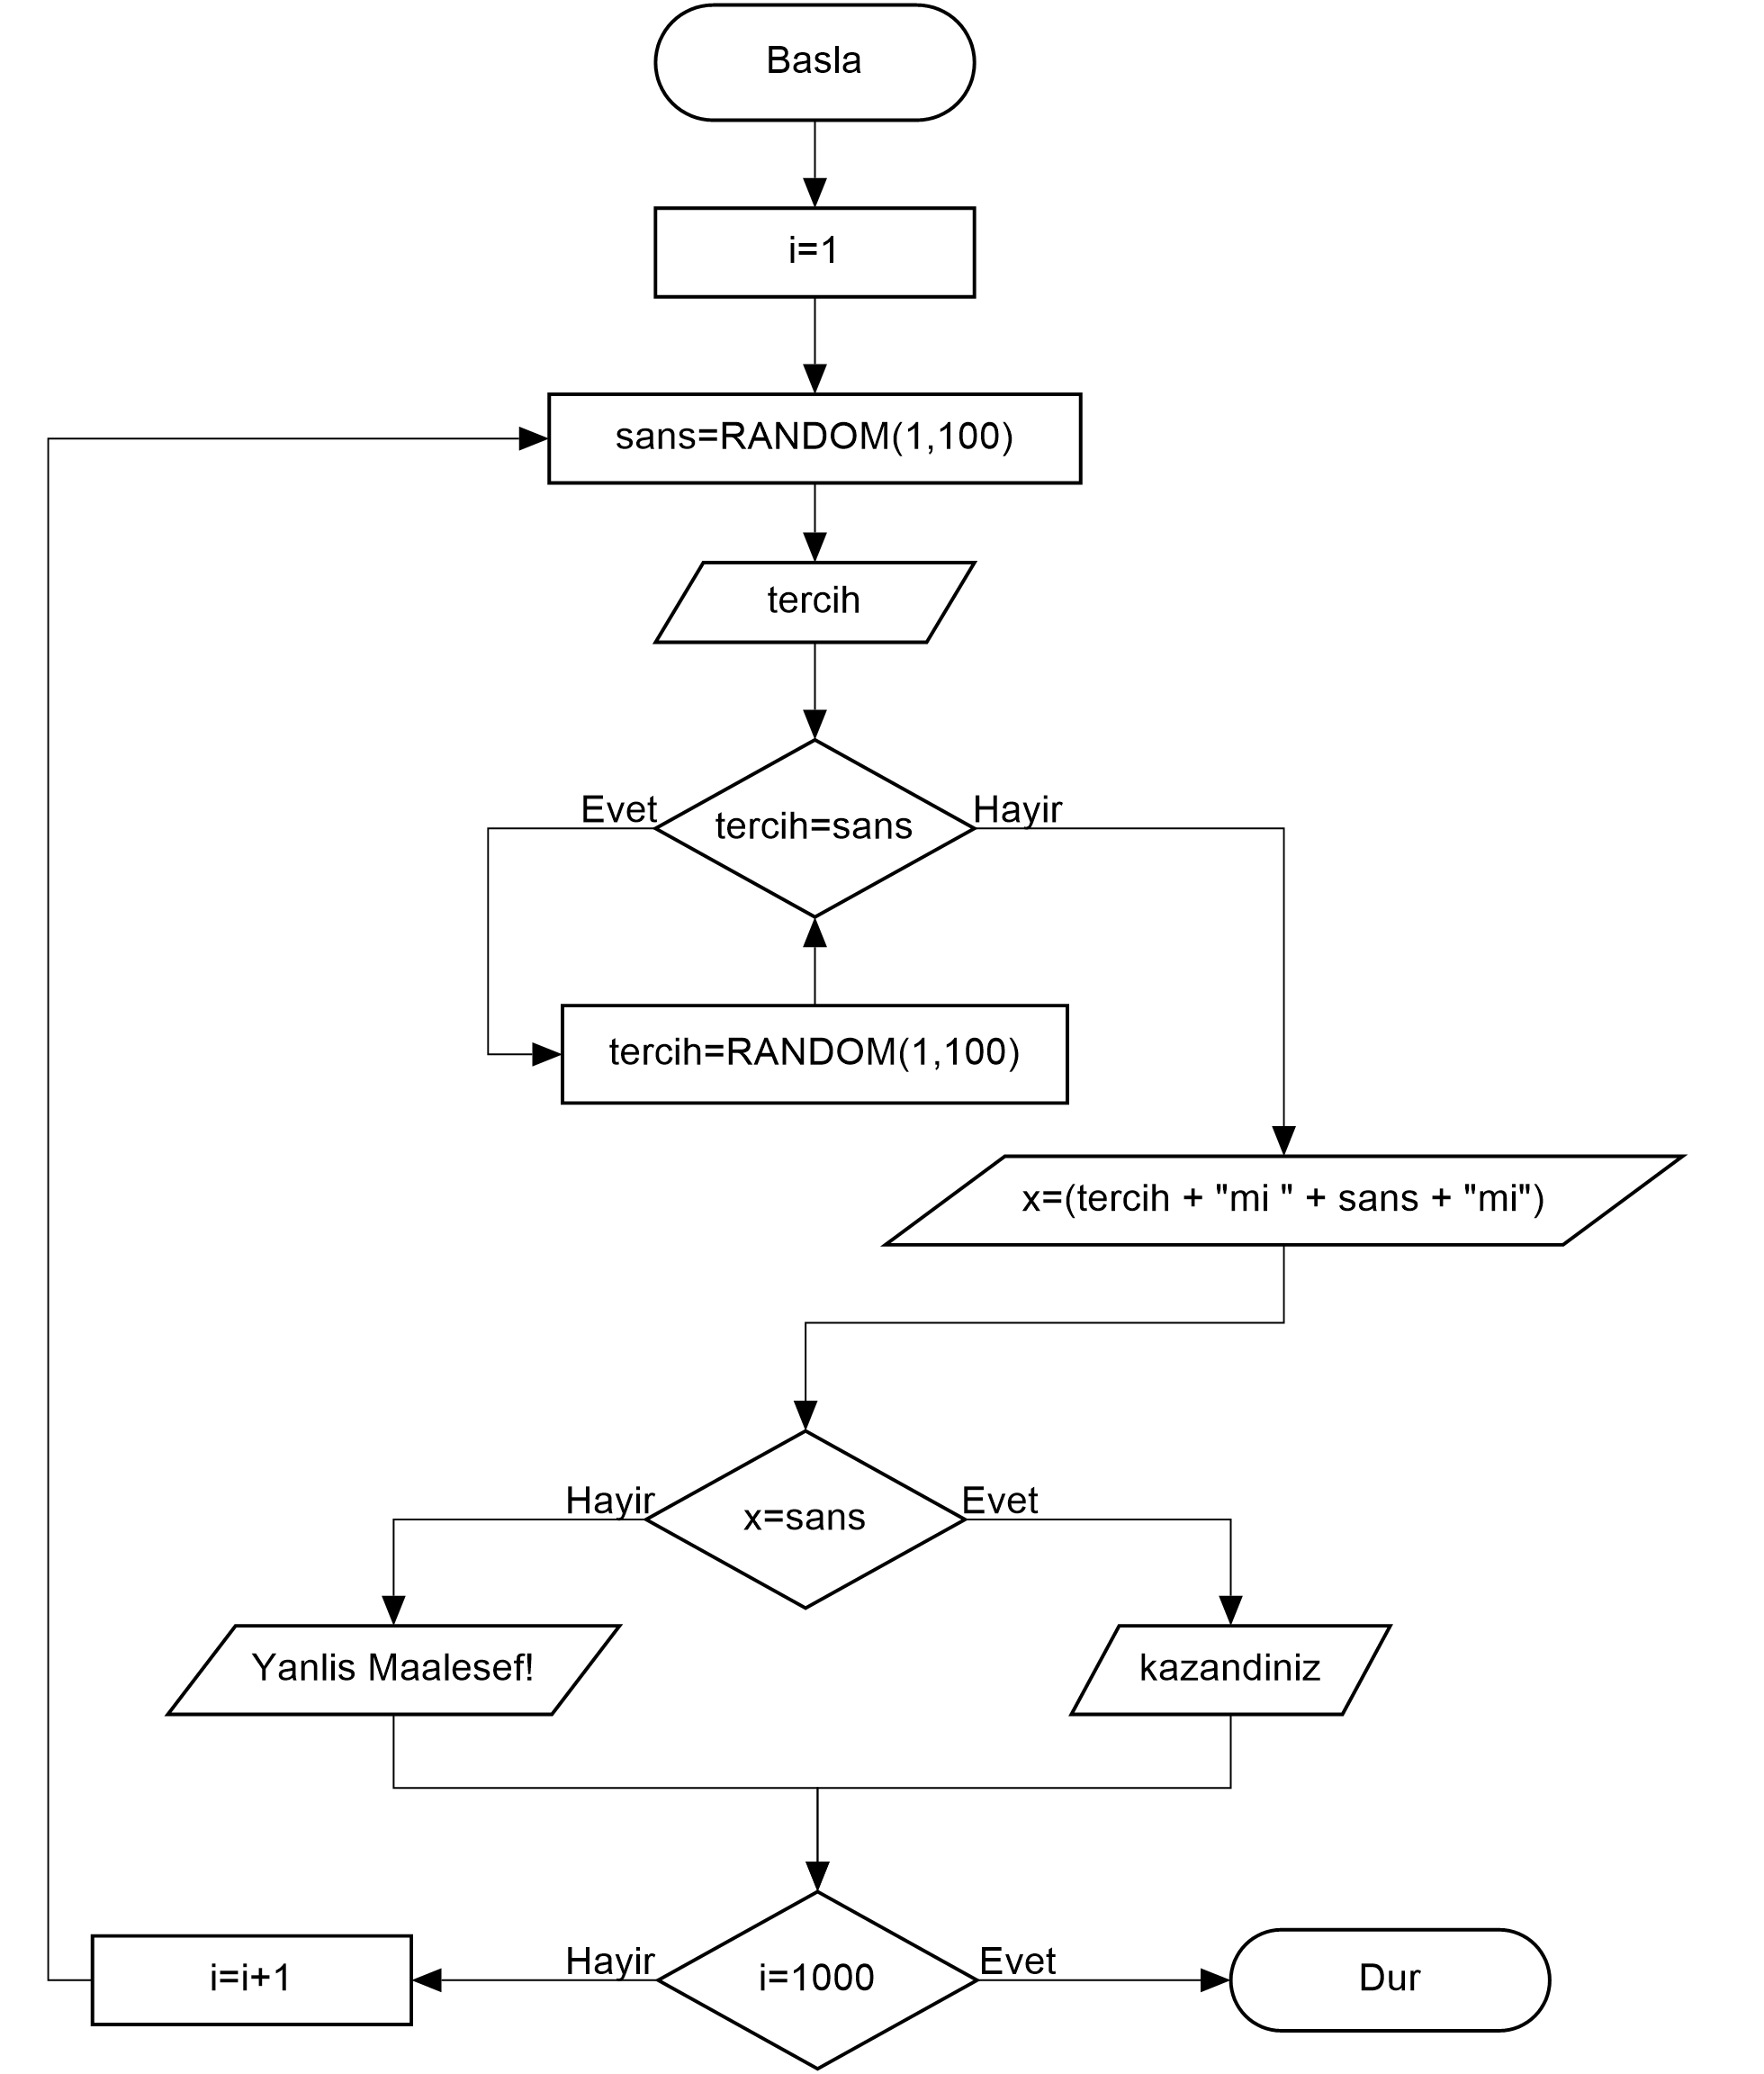 Basla
i=1
sans=RANDOM(1,100)
tercih
Evet
tercih=sans
Hayir
tercih=RANDOM(1,100)
x=(tercih + "mi " + sans + "mi")
Hayir
x=sans
Evet
Yanlis Maalesef!
kazandiniz
i=i+1
Hayir
i=1000
Evet
Dur